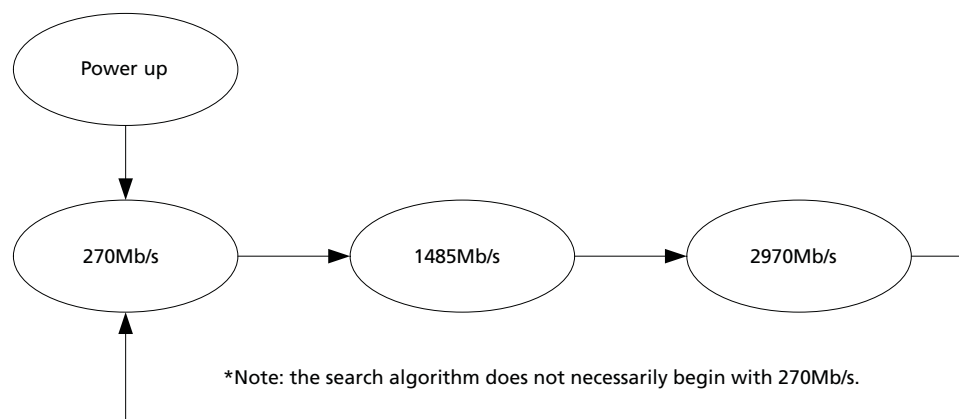 Power up
270Mb/s
1485Mb/s
2970Mb/s
*Note: the search algorithm does not necessarily begin with 270Mb/s.